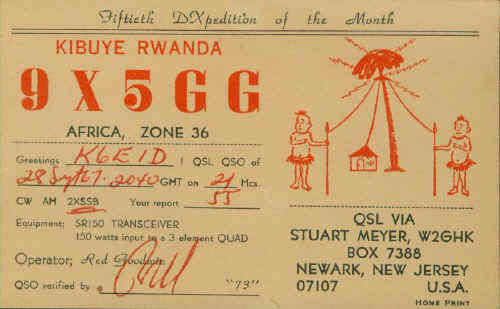 Fiftieth DXpedition of the Month
KIBUYE RWANDA
9X5GG
AFRICA, ZONE 36
Greetings K6EID ! QSL QSO of
28 Sept. 2040 GMT on 21 Mcs.
CW AM 2XSSB Your report 55
Equipment: SR150 TRANSCEIVER
150 watts input to a 3 element QUAD
Operator; Red Goodwin
QSO verified by "73"
QSL VIA
STUART MEYER, W2GHK
BOX 7388
NEWARK, NEW JERSEY
07107 U.S.A.
HOME PRINT